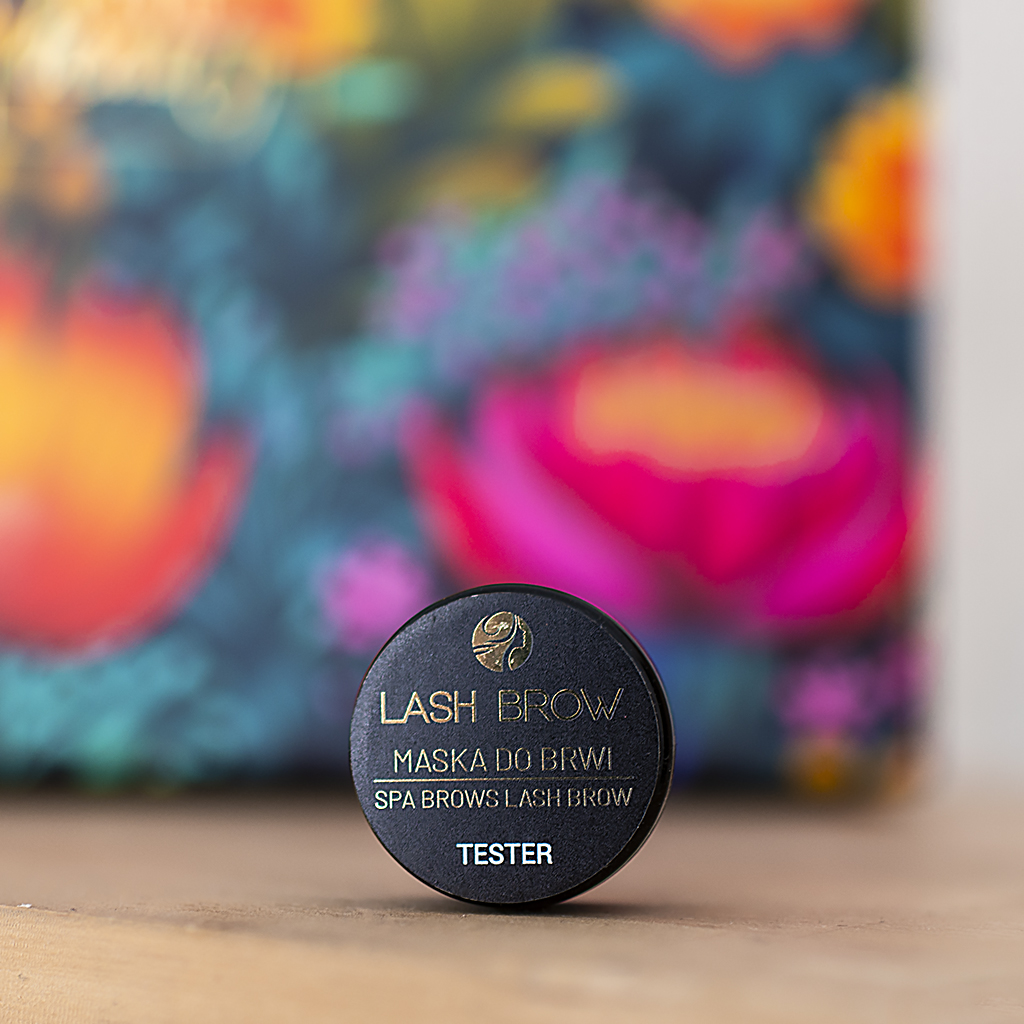 LASH BROW
MASKA DO BRWI
SPA BROWS LASH BROW
TESTER